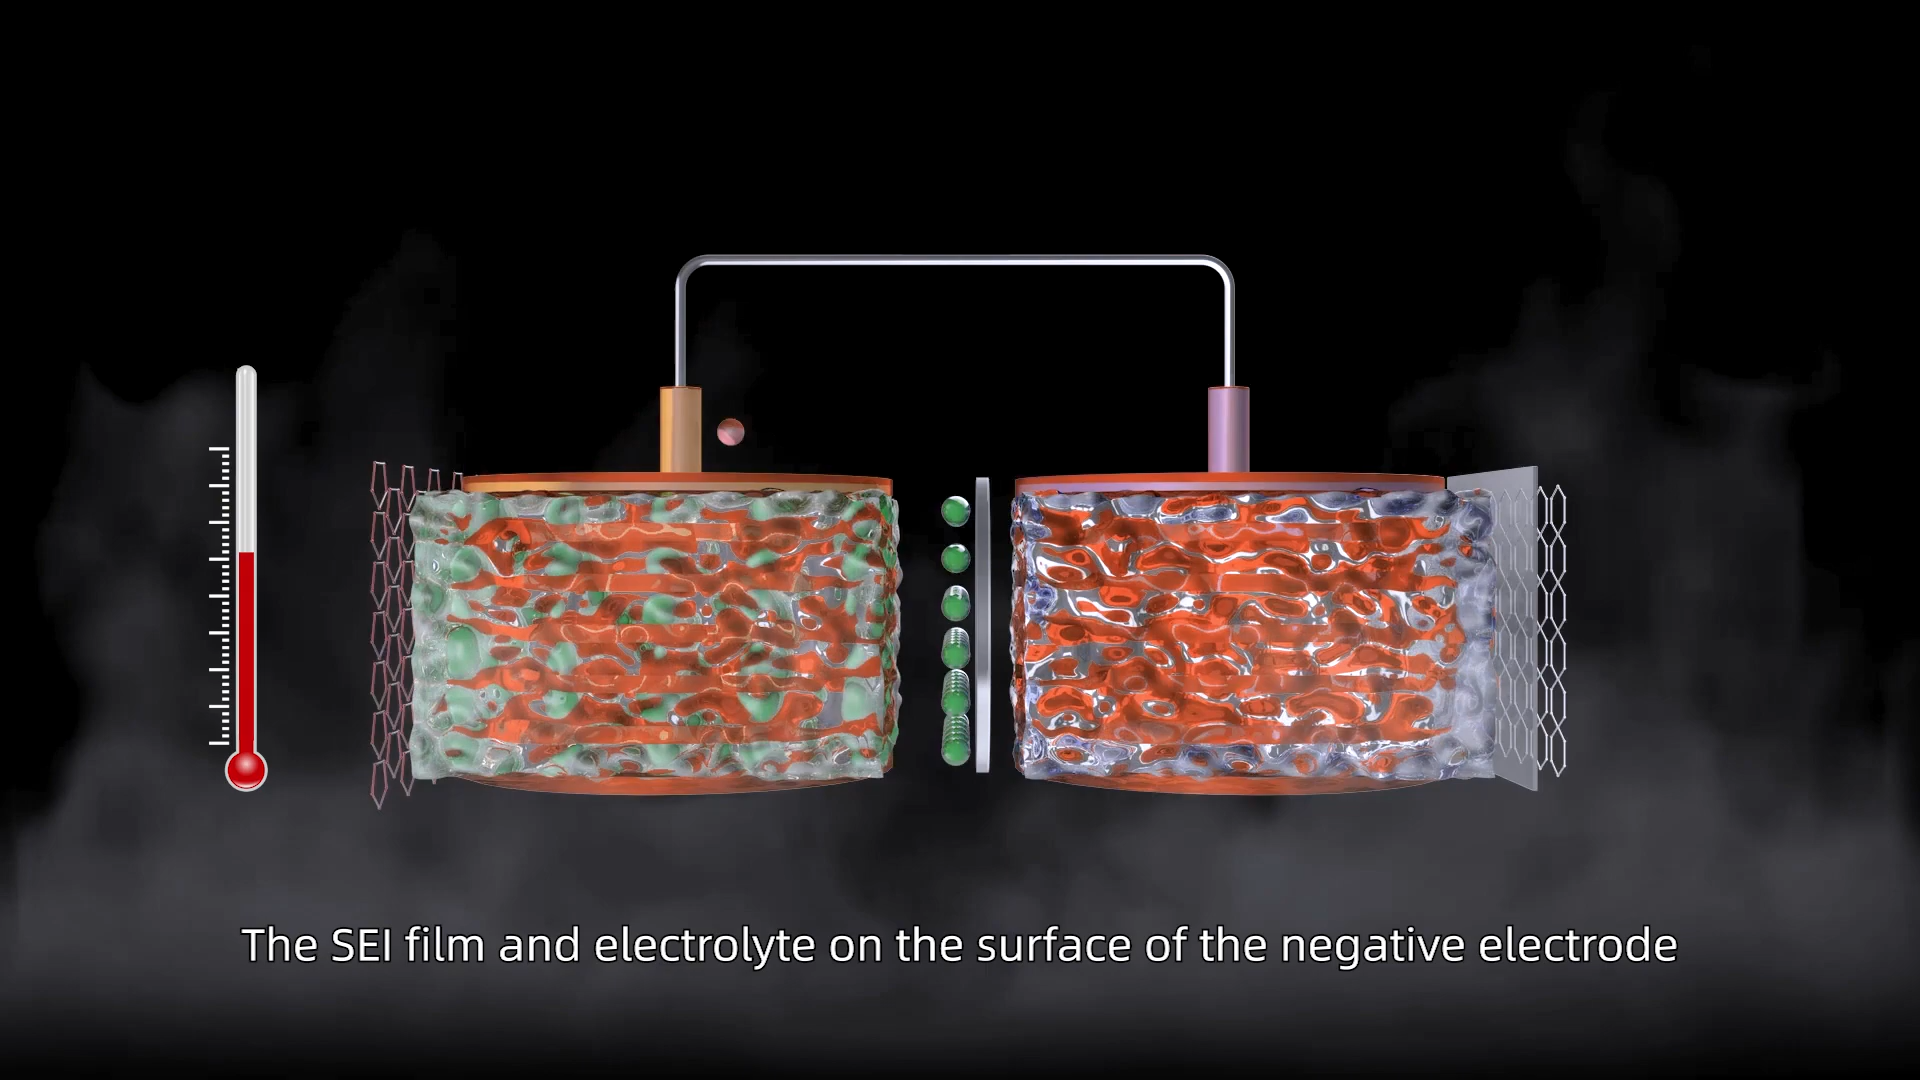 The SEI film and electrolyte on the surface of the negative electrode